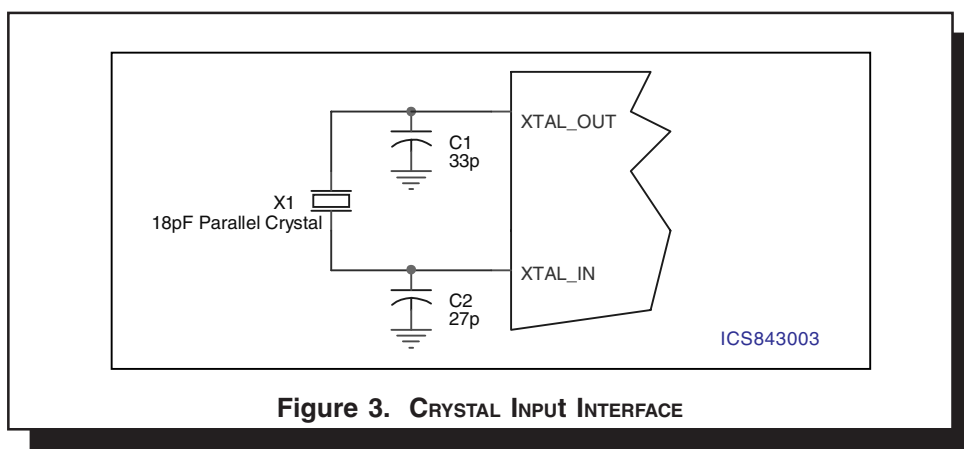 XTAL_OUT
C1
33p
X1
18pF Parallel Crystal
XTAL_IN
C2
27p
ICS843003
Figure 3. CRYSTAL INPUt INTERFACE